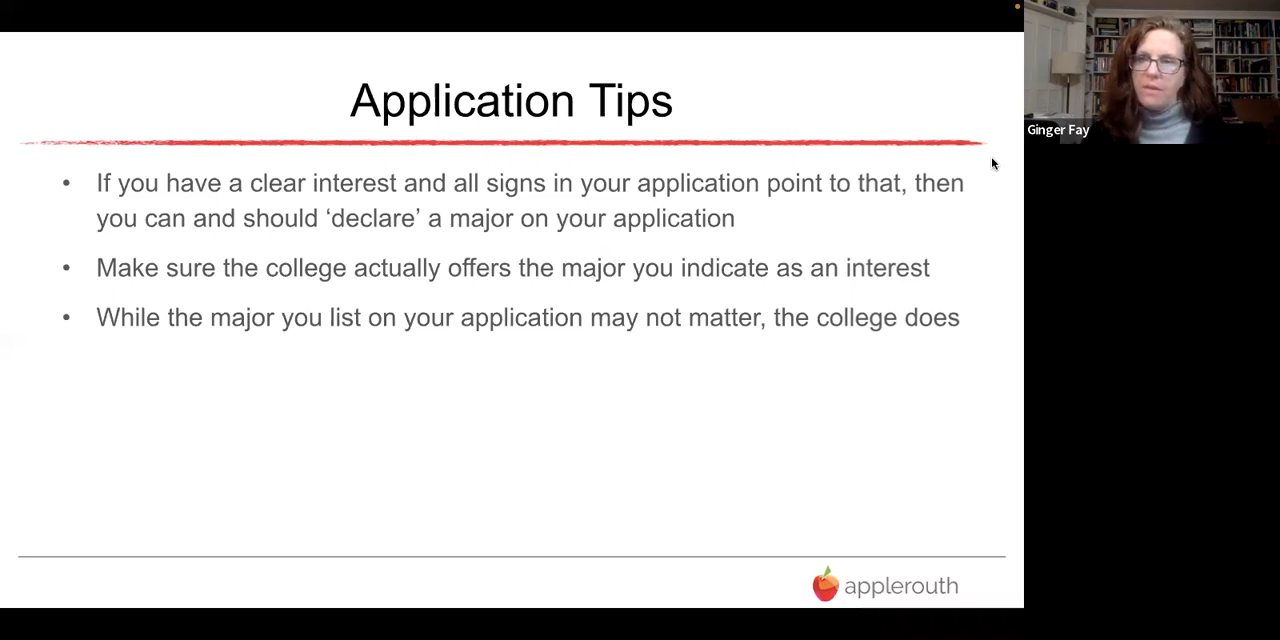 Application Tips
• If you have a clear interest and all signs in your application point to that, then
you can and should ‘declare’ a major on your application
• Make sure the college actually offers the major you indicate as an interest
• While the major you list on your application may not matter, the college does
applerouth
Ginger Fay